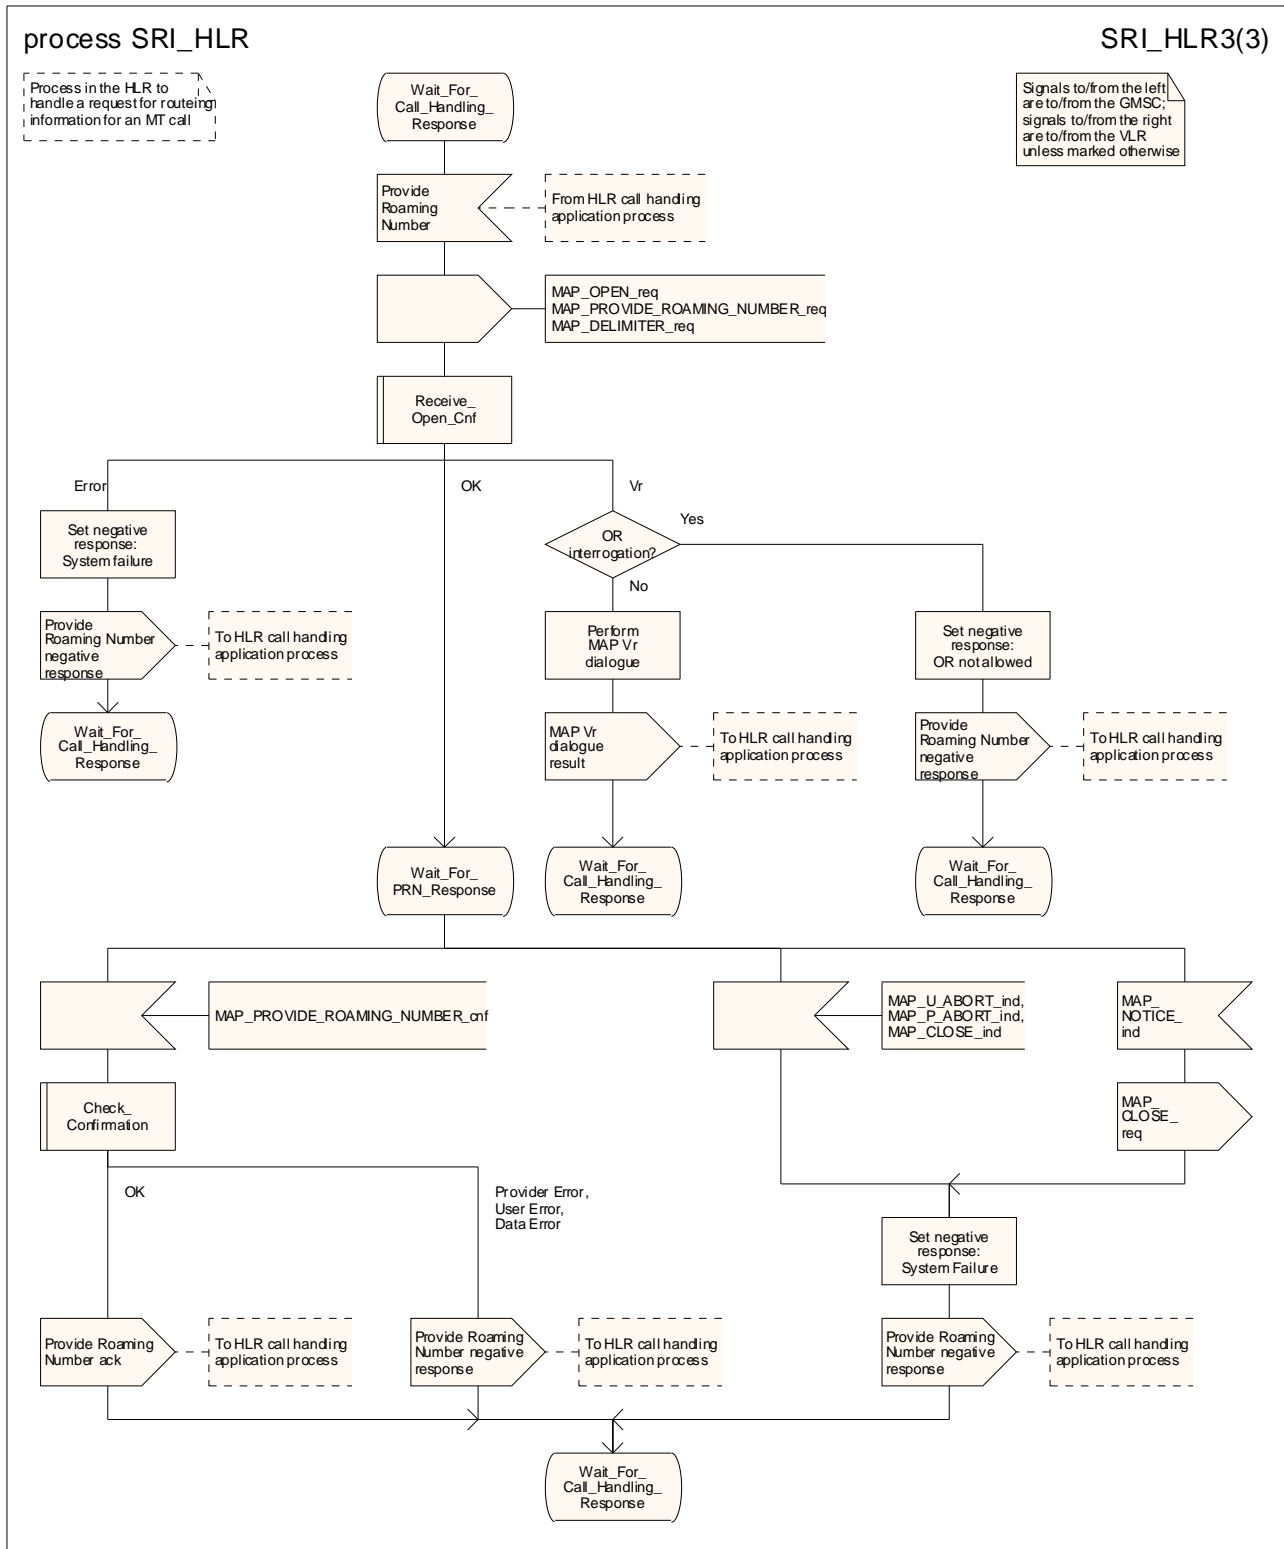 process SRI_HLR
SRI_HLR3(3)
Process in the HLR to
handle a request for routeing
information for an MT call
Wait_For_
Call_Handling_
Response
Signals to/from the left
are to/from the GMSC;
signals to/from the right
are to/from the VLR
unless marked otherwise
Provide
Roaming
Number
From HLR call handling
application process
MAP_OPEN_req
MAP_PROVIDE_ROAMING_NUMBER_req
MAP_DELIMITER_req
Receive_
Open_Cnf
Error
OK
Vr
Set negative
response:
System failure
OR
interrogation?
Yes
No
Provide
Roaming Number
negative
response
To HLR call handling
application process
Perform
MAP Vr
dialogue
Set negative
response:
OR not allowed
Wait_For_
Call_Handling_
Response
MAP Vr
dialogue
result
To HLR call handling
application process
Provide
Roaming Number
negative
response
To HLR call handling
application process
Wait_For_
PRN_Response
Wait_For_
Call_Handling_
Response
Wait_For_
Call_Handling_
Response
MAP_PROVIDE_ROAMING_NUMBER_cnf
MAP_U_ABORT_ind,
MAP_P_ABORT_ind,
MAP_CLOSE_ind
MAP_
NOTICE_
ind
Check_
Confirmation
MAP_
CLOSE_
req
OK
Provider Error,
User Error,
Data Error
Set negative
response:
System Failure
Provide Roaming
Number ack
To HLR call handling
application process
Provide Roaming
Number negative
response
To HLR call handling
application process
Provide Roaming
Number negative
response
To HLR call handling
application process
Wait_For_
Call_Handling_
Response